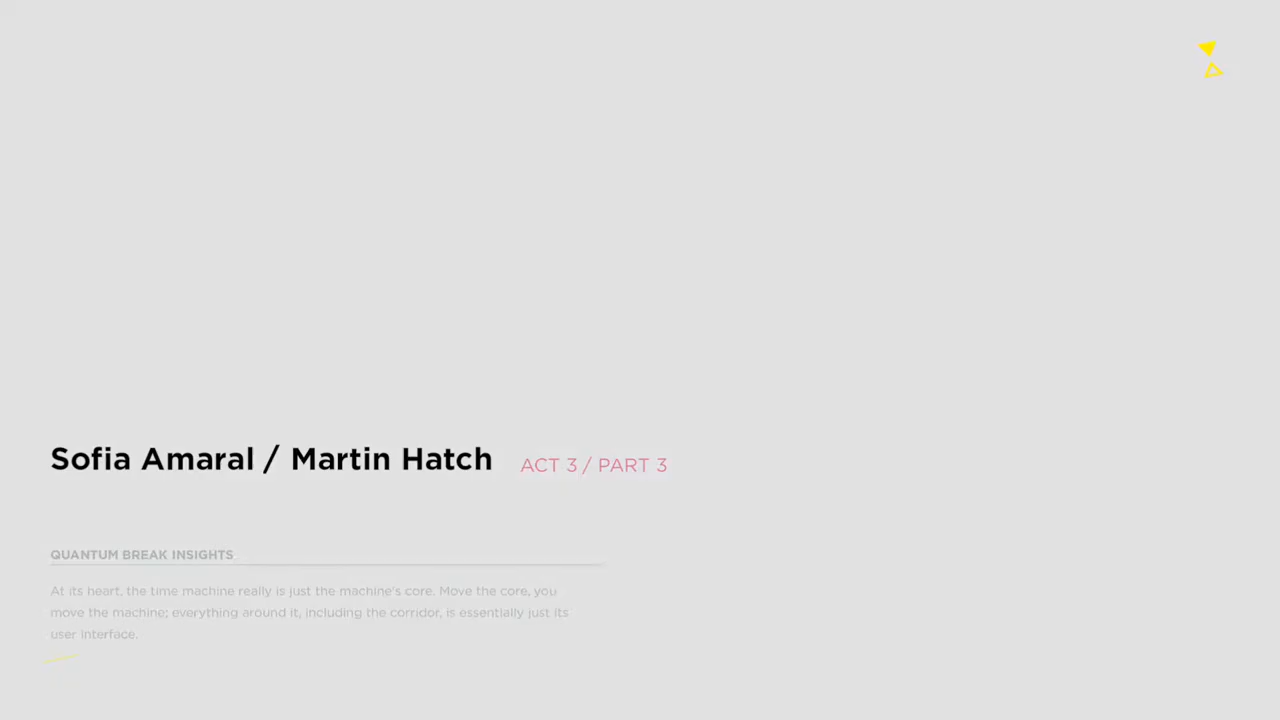 Sofia Amaral / Martin Hatch ACT 3 / PART 3
QUANTUM BREAK INSIGHTS
At its heart, the time machine really is just the machine's core. Move the core, you
move the machine; everything around it, including the corridor, is essentially just its
user interface.